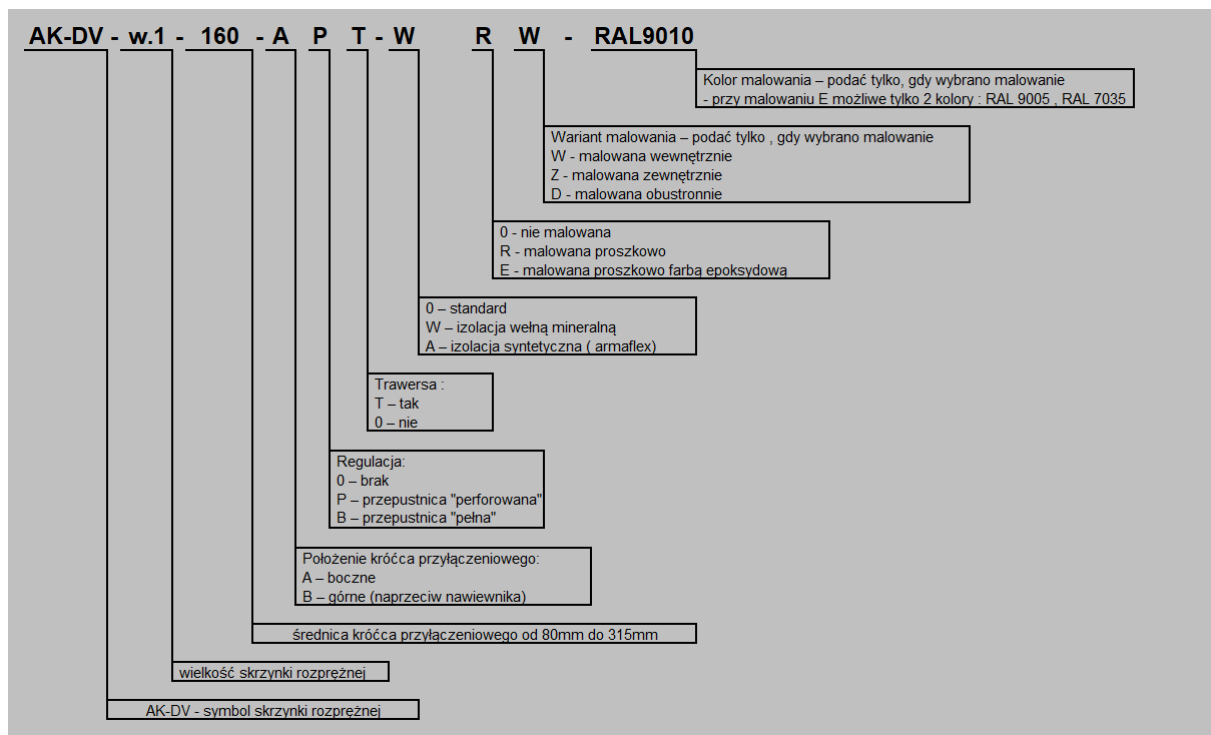 AK-DV - w.1 - 160 - A P T - W R W - RAL9010
Kolor malowania – podać tylko, gdy wybrano malowanie
- przy malowaniu E możliwe tylko 2 kolory : RAL 9005 , RAL 7035
Wariant malowania – podać tylko , gdy wybrano malowanie
W - malowana wewnętrznie
Z - malowana zewnętrznie
D - malowana obustronnie
0 - nie malowana
R - malowana proszkowo
E - malowana proszkowo farbą epoksydową
0 – standard
W – izolacja wełną mineralną
A – izolacja syntetyczna ( armaflex)
Trawersa :
T – tak
0 – nie
Regulacja:
0 – brak
P – przepustnica "perforowana"
B – przepustnica "pełna"
Położenie króćca przyłączeniowego:
A – boczne
B – górne (naprzeciw nawiewnika)
średnica króćca przyłączeniowego od 80mm do 315mm
wielkość skrzynki rozprężnej
AK-DV - symbol skrzynki rozprężnej